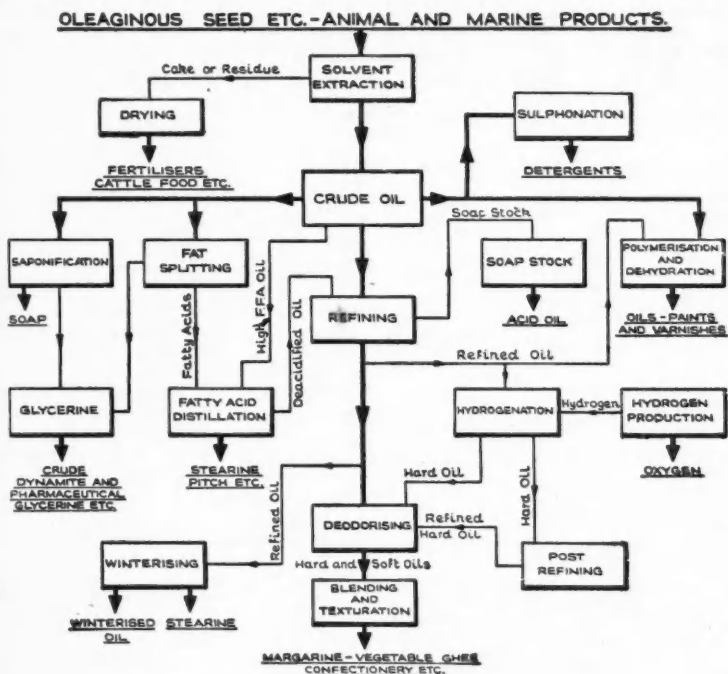 OLEAGINOUS SEED ETC.-ANIMAL AND MARINE PRODUCTS.
Cake or Residue
SOLVENT
EXTRACTION
DRYING
SULPHONATION
FERTILISERS
CATTLE FOOD ETC.
DETERGENTS
CRUDE OIL
Soap Stock
SAPONIFICATION
FAT
SPLITTING
SOAP STOCK
POLYMERISATION
AND
DEHYDRATION
High FFA Oil
Deacidified Oil
REFINING
SOAP
Fatty Acids
ACID OIL
OILS-PAINTS
AND VARNISHES
Refined Oil
GLYCERINE
FATTY ACID
DISTILLATION
HYDROGENATION
Hydrogen
HYDROGEN
PRODUCTION
CRUDE
DYNAMITE AND
PHARMACEUTICAL
GLYCERINE ETC
STEARINE
PITCH ETC.
Hard Oil
Hard Oil
OXYGEN
Refined Oil
DEODORISING
Refined
Hard Oil
POST
REFINING
WINTERISING
Hard and Soft Oils
BLENDING
AND
TEXTURATION
WINTERISED
OIL
STEARINE
MARGARINE-VEGETABLE GHEE
CONFECTIONERY ETC.